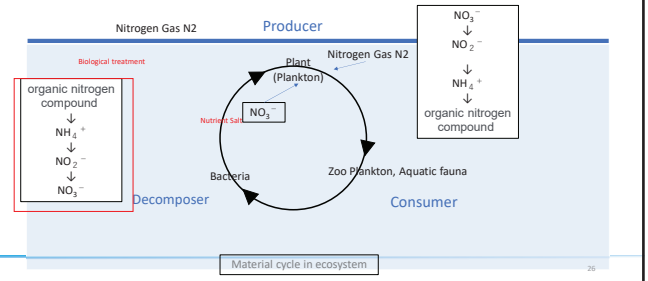 Nitrogen Gas N2
Producer
NO₃⁻
↓
NO₂⁻
↓
NH₄⁺
↓
organic nitrogen
compound
Biological treatment
Plant
(Plankton)
Nitrogen Gas N2
organic nitrogen
compound
↓
NH₄⁺
↓
NO₂⁻
↓
NO₃⁻
Nutrient Salt
NO₃⁻
Bacteria
Zoo Plankton, Aquatic fauna
Decomposer
Consumer
Material cycle in ecosystem
26